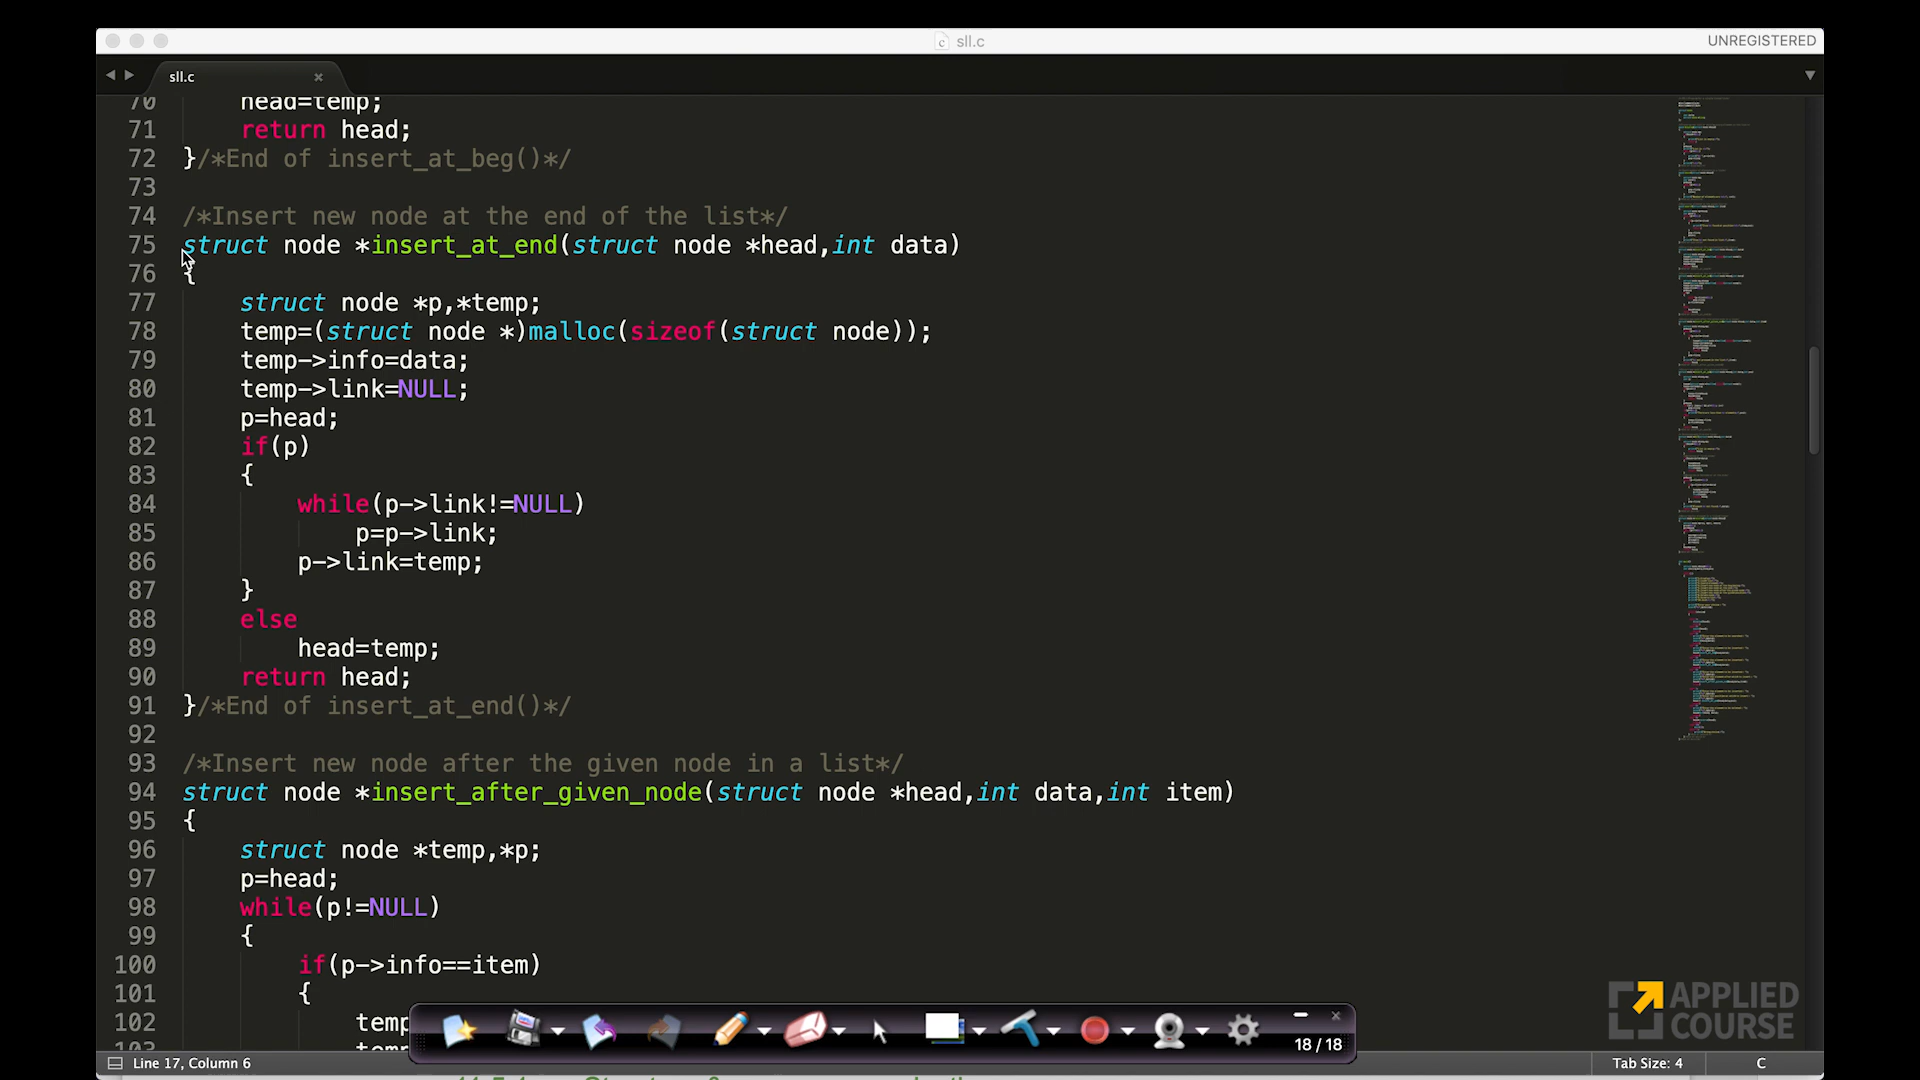 sll.c
UNREGISTERED
sll.c
70 head=temp;
71 return head;
72 }/*End of insert_at_beg()*/
73
74 /*Insert new node at the end of the list*/
75 struct node *insert_at_end(struct node *head,int data)
76 {
77 struct node *p,*temp;
78 temp=(struct node *)malloc(sizeof(struct node));
79 temp->info=data;
80 temp->link=NULL;
81 p=head;
82 if(p)
83 {
84 while(p->link!=NULL)
85 p=p->link;
86 p->link=temp;
87 }
88 else
89 head=temp;
90 return head;
91 }/*End of insert_at_end()*/
92
93 /*Insert new node after the given node in a list*/
94 struct node *insert_after_given_node(struct node *head,int data,int item)
95 {
96 struct node *temp,*p;
97 p=head;
98 while(p!=NULL)
99 {
100 if(p->info==item)
101 {
102 temp
103
18 / 18
APPLIED
COURSE
Line 17, Column 6
Tab Size: 4
C